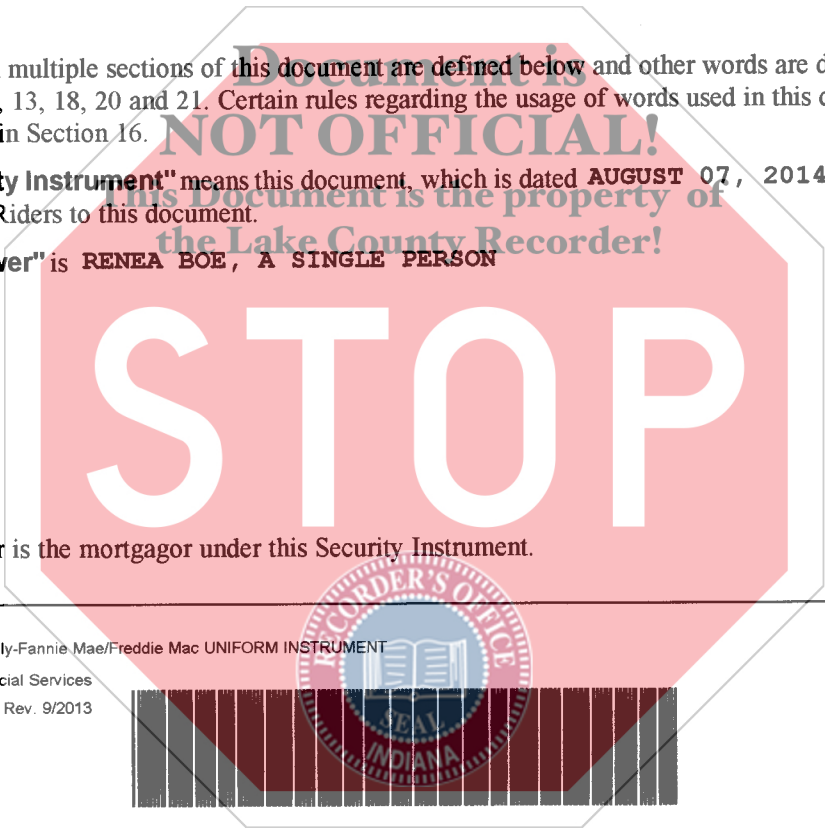 Document is
multiple sections of this document are defined below and other words are d
, 13, 18, 20 and 21. Certain rules regarding the usage of words used in this d
in Section 16.
NOT OFFICIAL!
ty Instrument" means this document, which is dated AUGUST 07, 2014
This Document is the property of
Riders to this document.
the Lake County Recorder!
ver" is RENEA BOE, A SINGLE PERSON
STOP
r is the mortgagor under this Security Instrument.
RECORDER'S OFFICE
ly-Fannie Mae/Freddie Mac UNIFORM INSTRUMENT
cial Services
Rev. 9/2013
SEAL
INDIANA